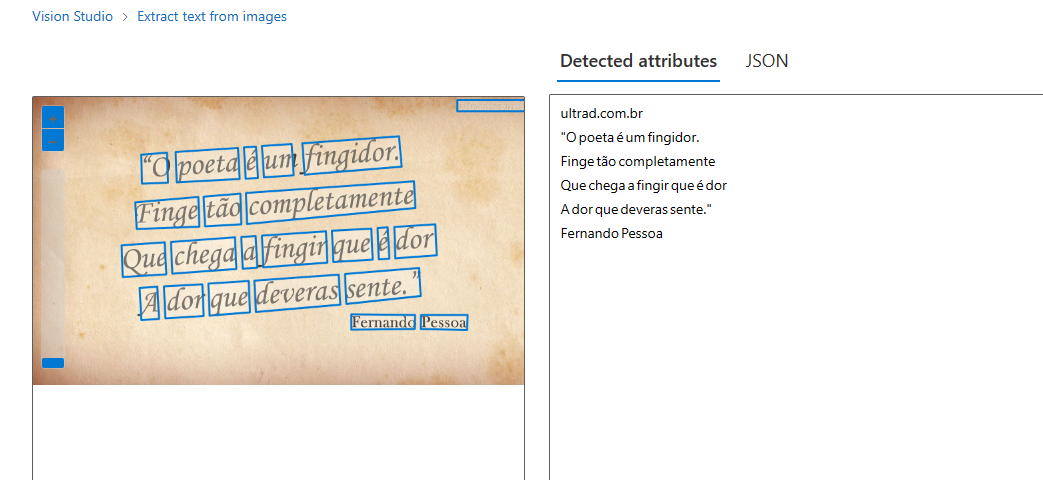 Vision Studio > Extract text from images
Detected attributes JSON
“O poeta é um fingidor.
Finge tão completamente
Que chega a fingir que é dor
A dor que deveras sente.”
Fernando Pessoa
ultrad.com.br
"O poeta é um fingidor.
Finge tão completamente
Que chega a fingir que é dor
A dor que deveras sente."
Fernando Pessoa